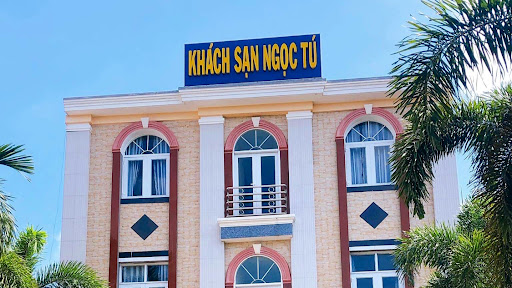 KHÁCH SẠN NGỌC TÚ